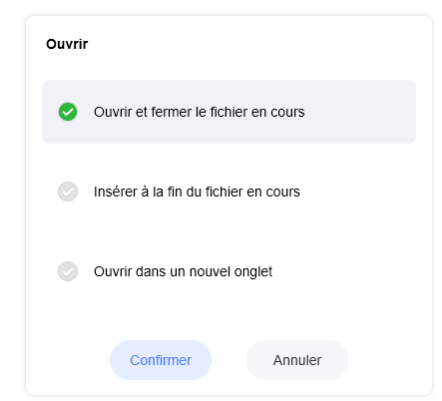 Ouvrir
Ouvrir et fermer le fichier en cours
Insérer à la fin du fichier en cours
Ouvrir dans un nouvel onglet
Confirmer
Annuler